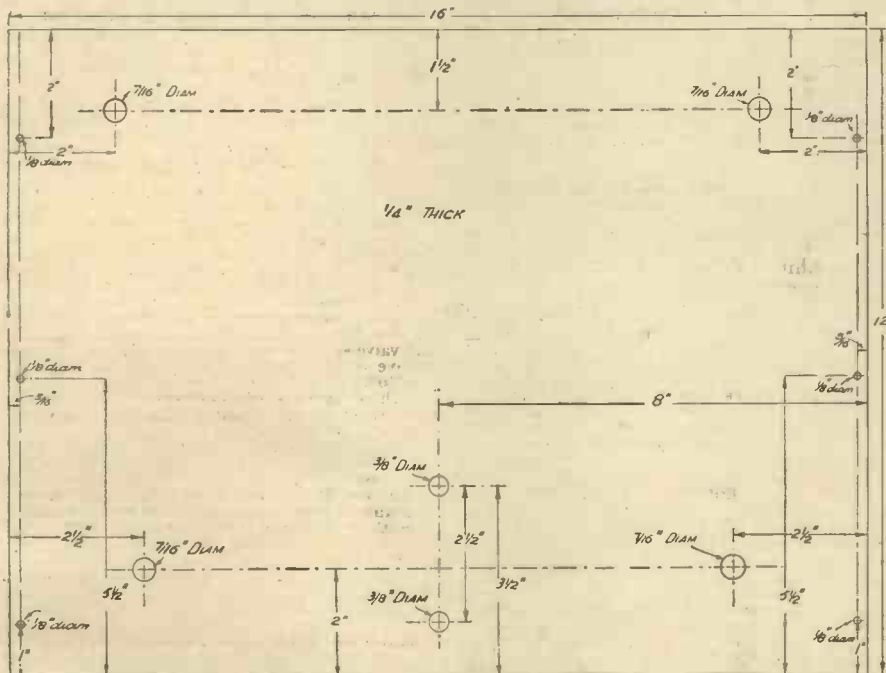 16"
2"
1½"
2"
7/16" DIAM
7/16" DIAM
⅛" diam
2"
2"
⅛ diam
¼" THICK
12
5/16"
⅛" diam
⅛" diam
5/16"
8"
⅜" DIAM
2½"
7/16" DIAM
2½"
3½"
7/16" DIAM
2½"
5½"
2"
⅜" DIAM
5½"
⅛" diam
⅛" diam
1"
1"